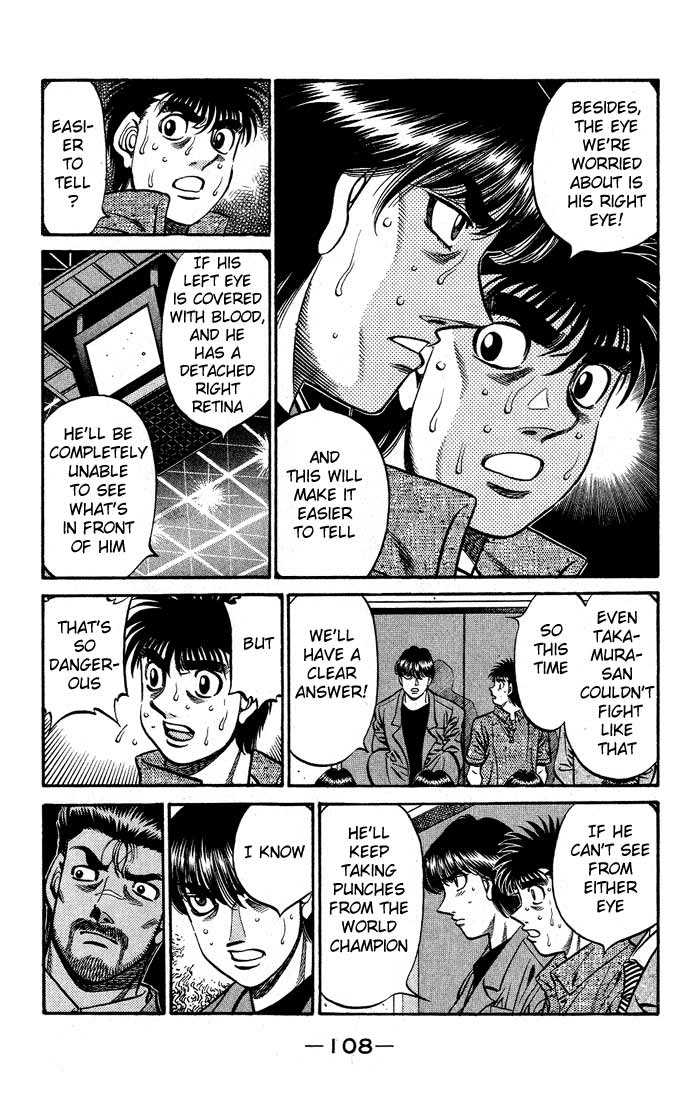 BESIDES,
THE EYE
WE'RE
WORRIED
ABOUT IS
HIS RIGHT
EYE!
AND
THIS WILL
MAKE IT
EASIER
TO TELL
EASI-
ER
TO
TELL
?
IF HIS
LEFT EYE
IS COVERED
WITH BLOOD,
AND HE
HAS A
DETACHED
RIGHT
RETINA
HE'LL BE
COMPLETELY
UNABLE
TO SEE
WHAT'S
IN FRONT
OF HIM
EVEN
TAKA-
MURA-
SAN
COULDN'T
FIGHT
LIKE
THAT
SO
THIS
TIME
WE'LL
HAVE A
CLEAR
ANSWER!
BUT
THAT'S
SO
DANGER-
OUS
IF HE
CAN'T SEE
FROM
EITHER
EYE
HE'LL
KEEP
TAKING
PUNCHES
FROM THE
WORLD
CHAMPION
I KNOW
—108—